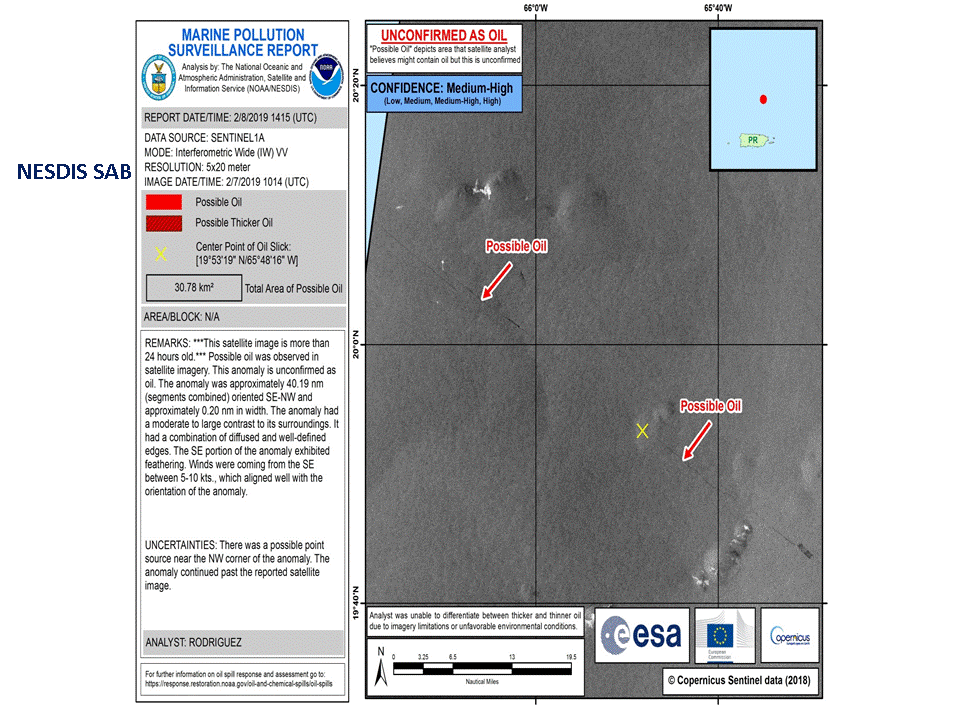 NESDIS SAB
MARINE POLLUTION
SURVEILLANCE REPORT
Analysis by: The National Oceanic and
Atmospheric Administration, Satellite and
Information Service (NOAA/NESDIS)
NOAA
REPORT DATE/TIME: 2/8/2019 1415 (UTC)
DATA SOURCE: SENTINEL1A
MODE: Interferometric Wide (IW) VV
RESOLUTION: 5x20 meter
IMAGE DATE/TIME: 2/7/2019 1014 (UTC)
Possible Oil
Possible Thicker Oil
Center Point of Oil Slick:
[19°53'19" N/65°48'16" W]
30.78 km² Total Area of Possible Oil
AREA/BLOCK: N/A
REMARKS: ***This satellite image is more than
24 hours old.*** Possible oil was observed in
satellite imagery. This anomaly is unconfirmed as
oil. The anomaly was approximately 40.19 nm
(segments combined) oriented SE-NW and
approximately 0.20 nm in width. The anomaly had
a moderate to large contrast to its surroundings. It
had a combination of diffused and well-defined
edges. The SE portion of the anomaly exhibited
feathering. Winds were coming from the SE
between 5-10 kts., which aligned well with the
orientation of the anomaly.
UNCERTAINTIES: There was a possible point
source near the NW corner of the anomaly. The
anomaly continued past the reported satellite
image.
ANALYST: RODRIGUEZ
For further information on oil spill response and assessment go to:
https://response.restoration.noaa.gov/oil-and-chemical-spills/oil-spills
66°0'W 65°40'W
20°20'N
20°0'N
19°40'N
UNCONFIRMED AS OIL
"Possible Oil" depicts area that satellite analyst
believes might contain oil but this is unconfirmed
CONFIDENCE: Medium-High
(Low, Medium, Medium-High, High)
PR
Possible Oil
Possible Oil
Analyst was unable to differentiate between thicker and thinner oil
due to imagery limitations or unfavorable environmental conditions.
N
0 3.25 6.5 13 19.5
Nautical Miles
esa
European
Commission
opernicus
© Copernicus Sentinel data (2018)